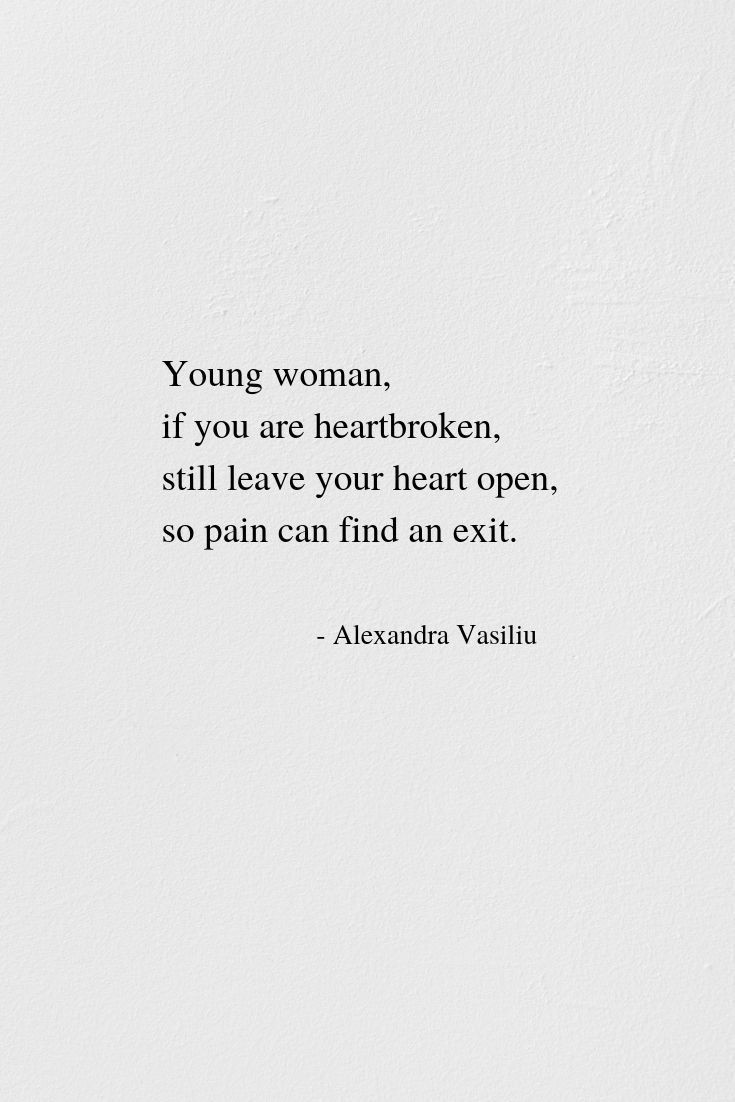 Young woman,
if you are heartbroken,
still leave your heart open,
so pain can find an exit.
- Alexandra Vasiliu